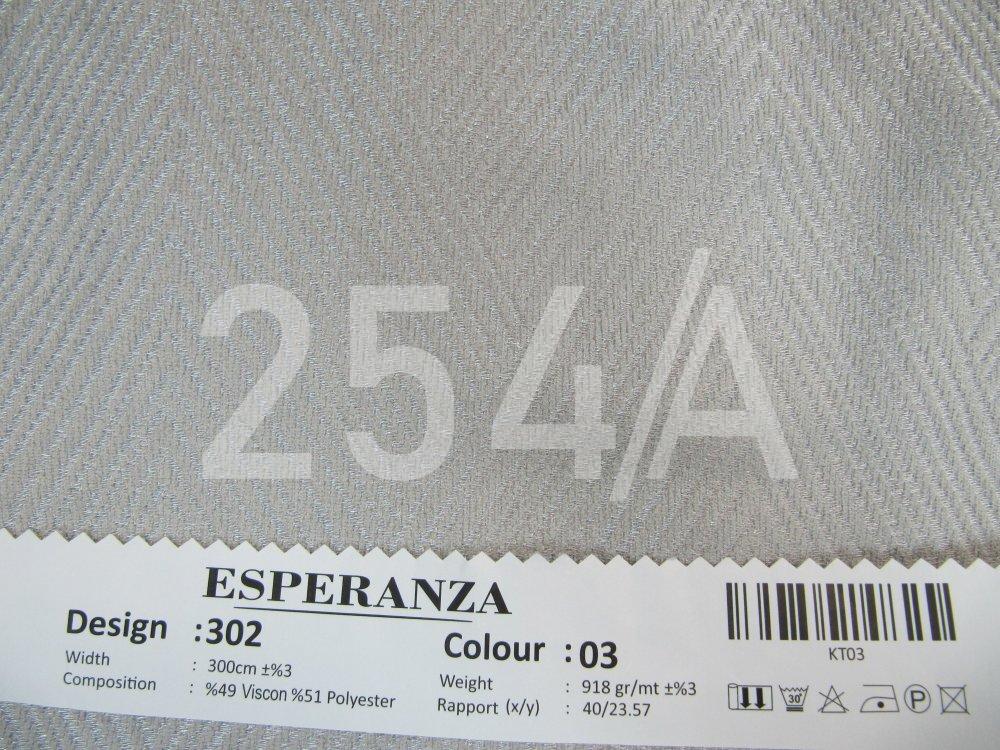 254/A
ESPERANZA
Design :302
Colour :03
Width : 300cm ±%3
Weight : 918 gr/mt ±%3
Composition : %49 Viscon %51 Polyester
Rapport (x/y) : 40/23.57
KT03
30°
P